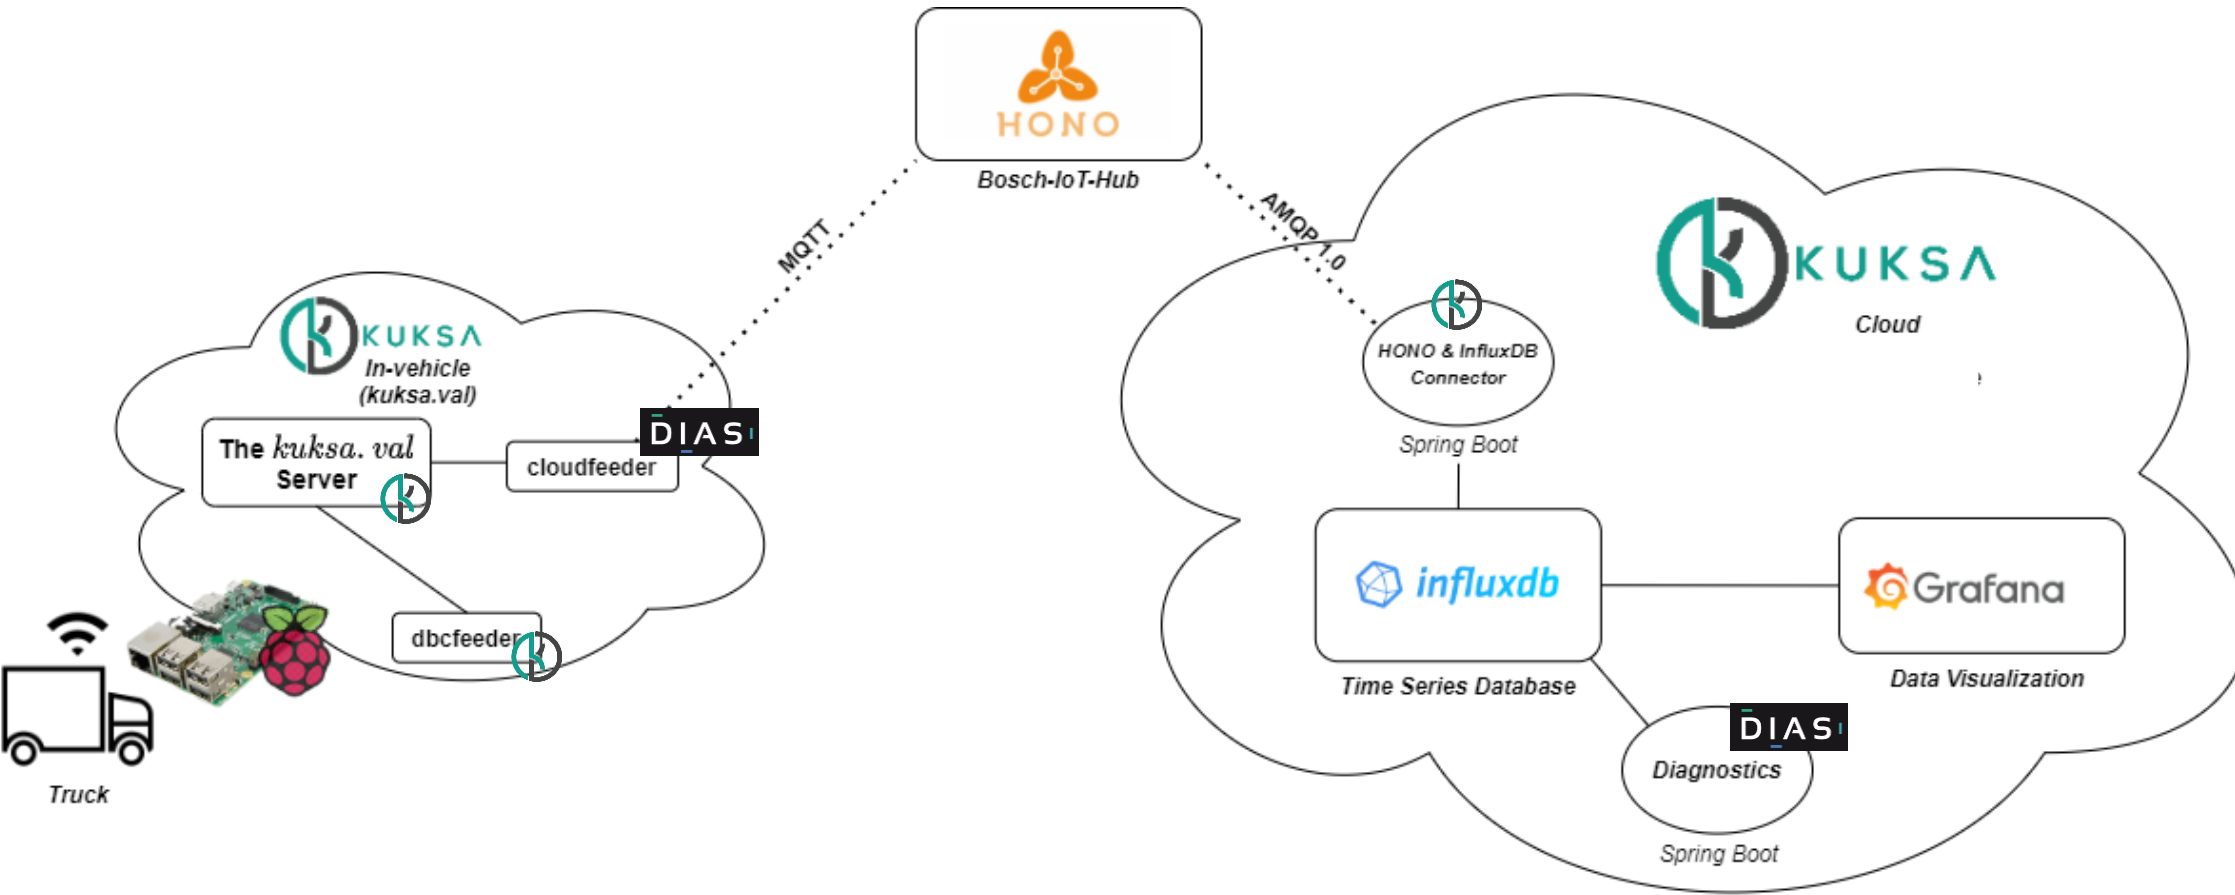 HONO
Bosch-IoT-Hub
MQTT
AMQP 1.0
KUKSA
In-vehicle
(kuksa.val)
The kuksa. val
Server
cloudfeeder
DIAS
dbcfeeder
Truck
KUKSA
Cloud
HONO & InfluxDB
Connector
Spring Boot
influxdb
Time Series Database
Grafana
Data Visualization
DIAS
Diagnostics
Spring Boot